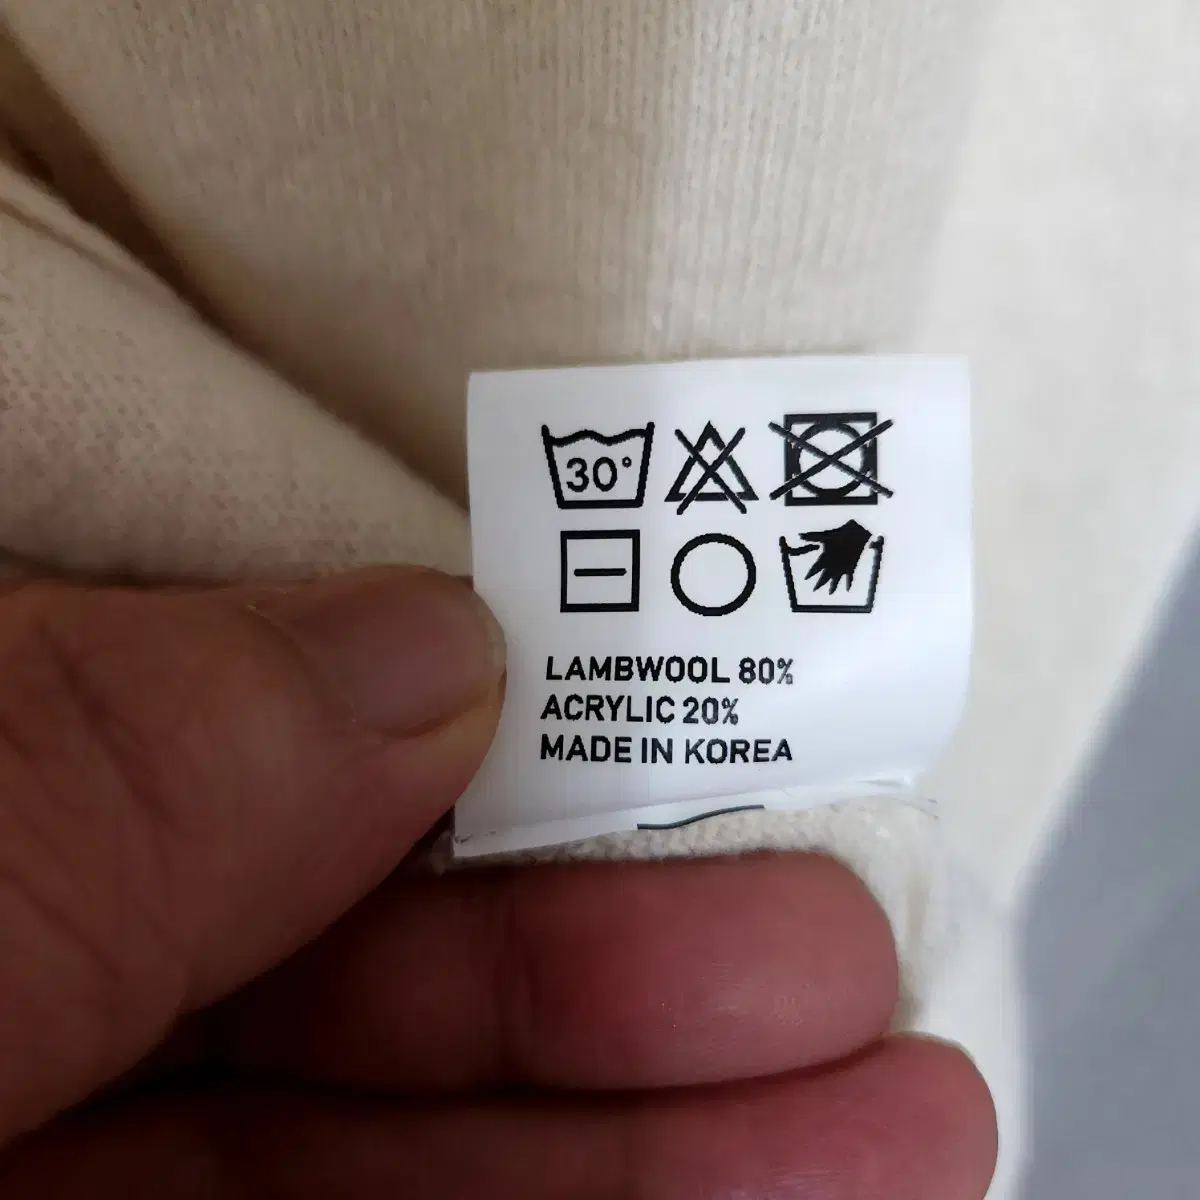 30°
LAMBWOOL 80%
ACRYLIC 20%
MADE IN KOREA